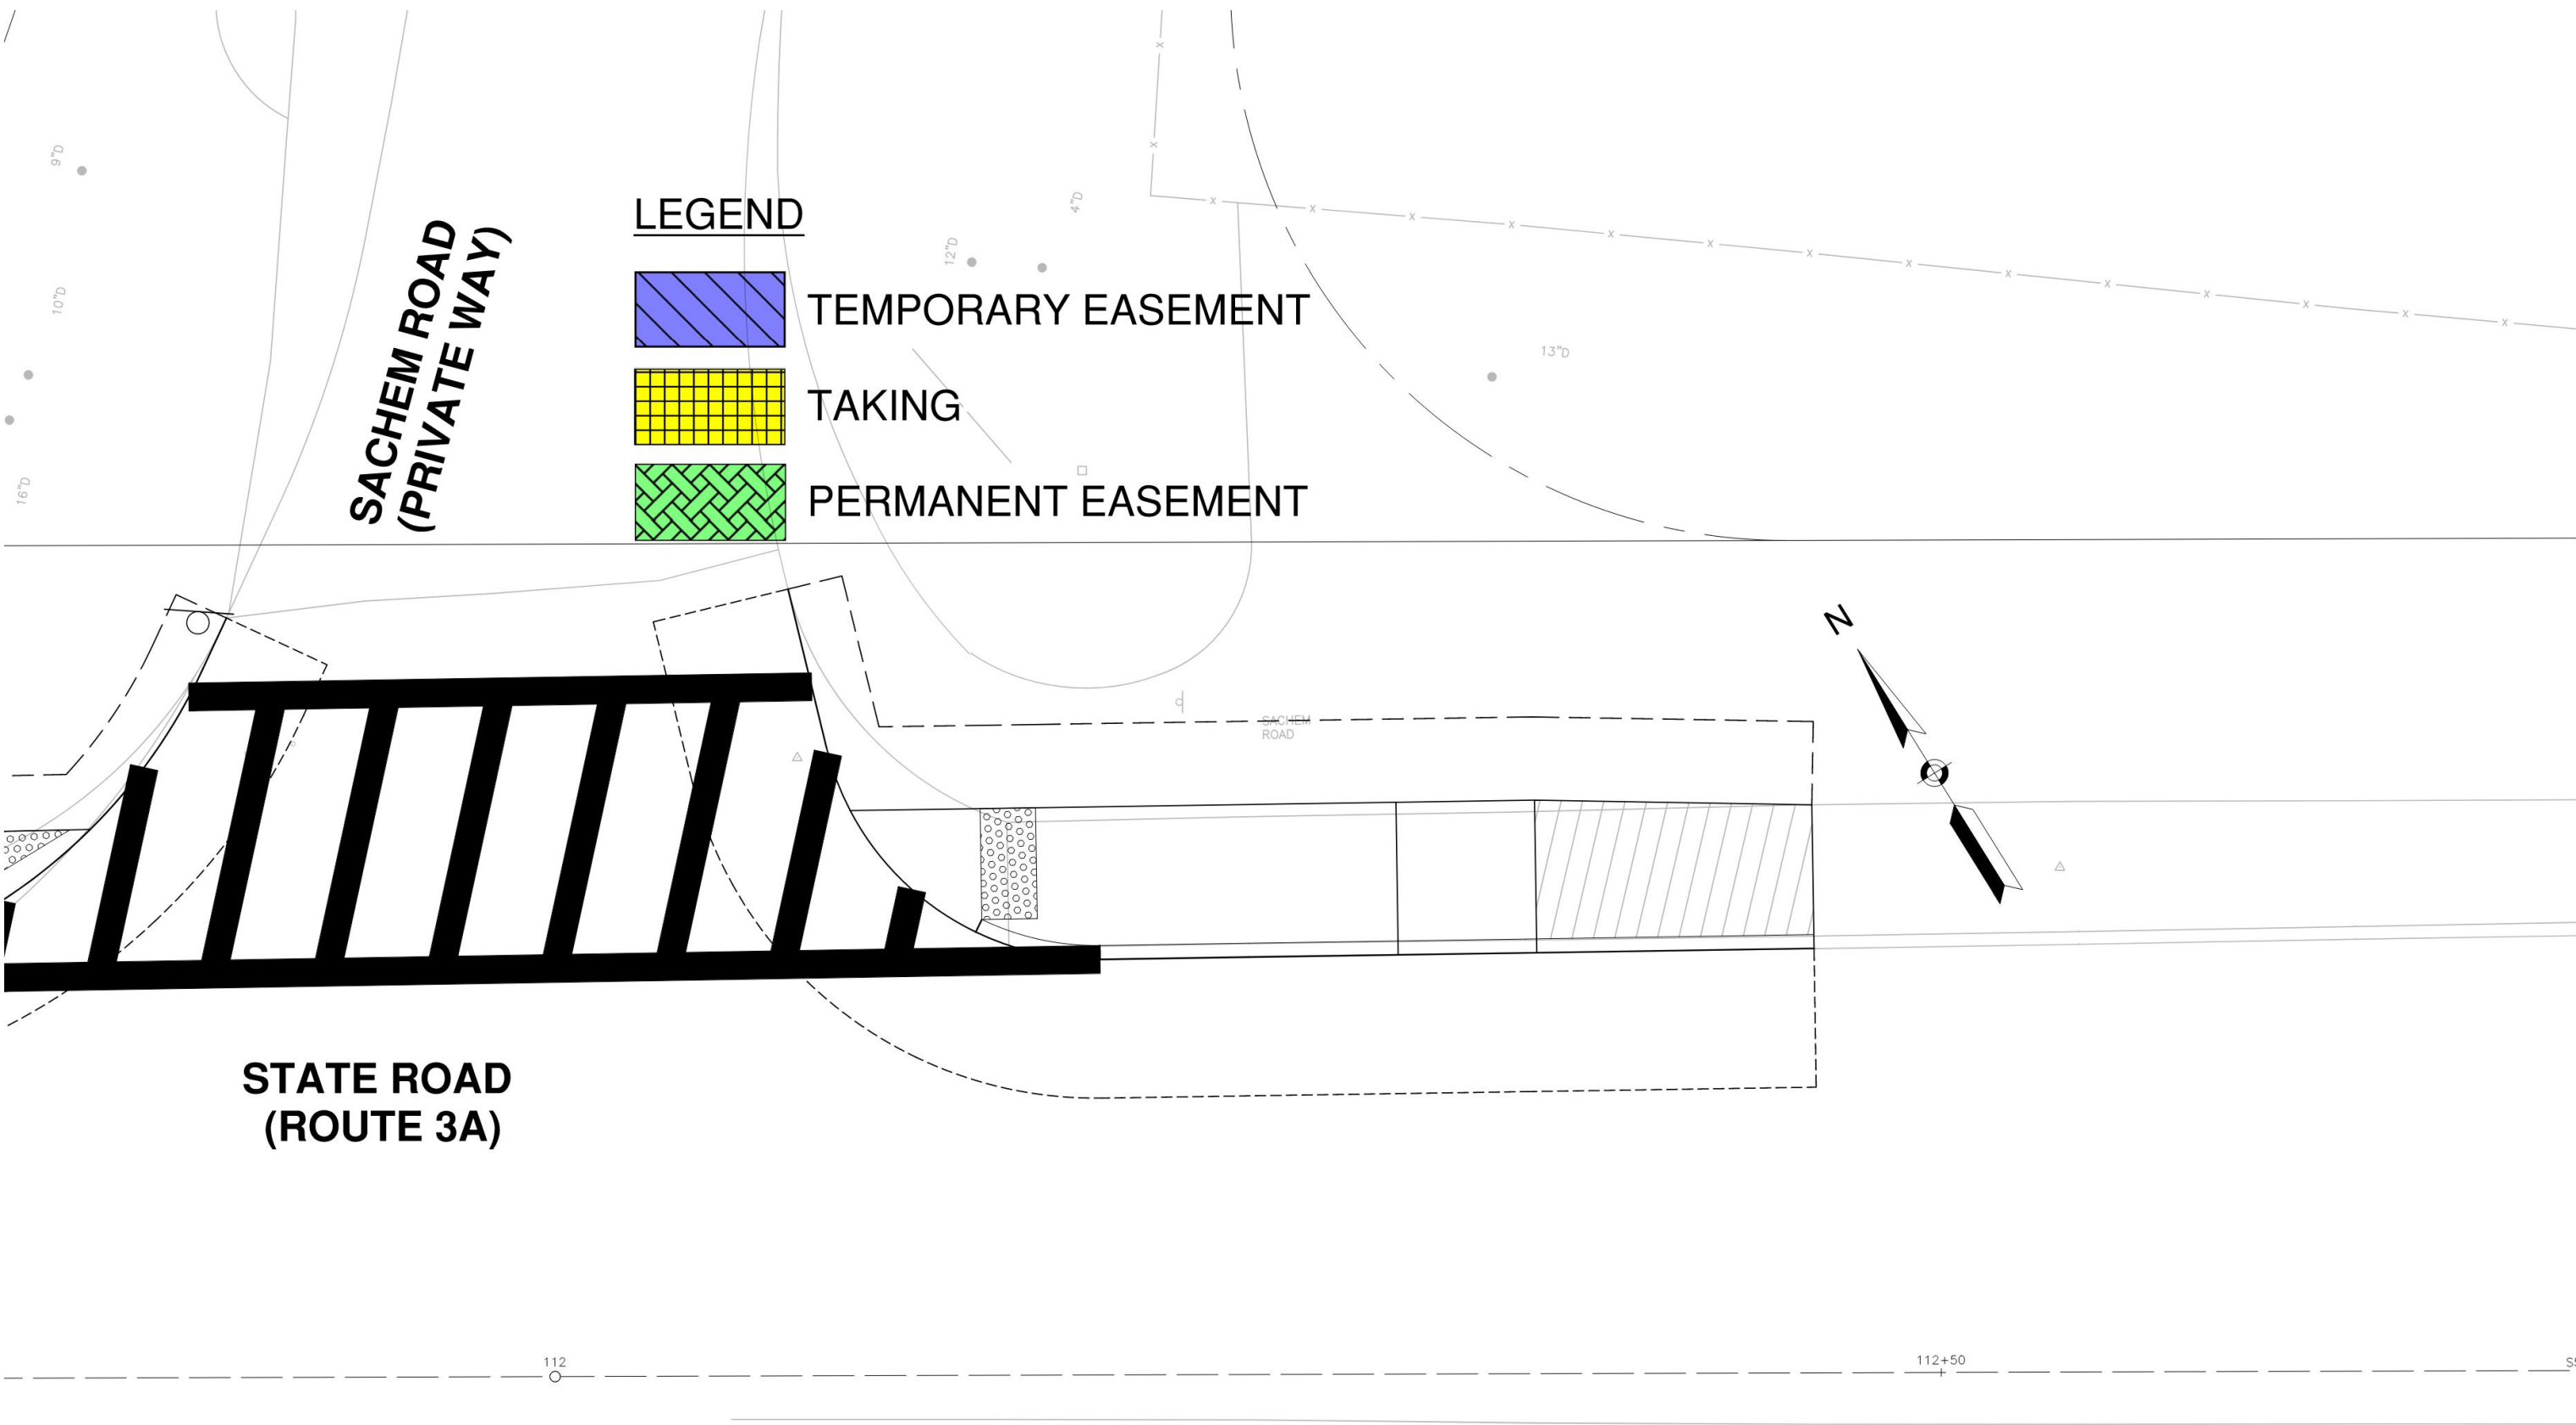 9"D
10"D
16"D
SACHEM ROAD
(PRIVATE WAY)
LEGEND
TEMPORARY EASEMENT
TAKING
PERMANENT EASEMENT
12"D
4"D
13"D
SACHEM
ROAD
N
STATE ROAD
(ROUTE 3A)
112
112+50